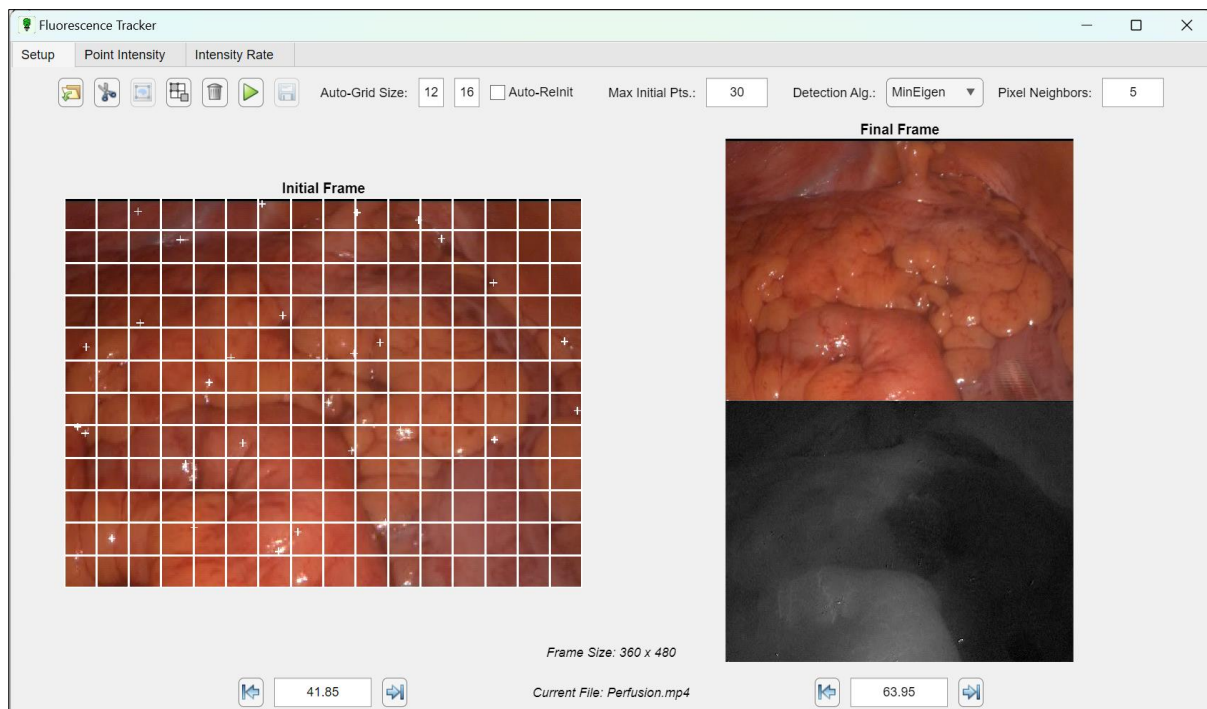 Fluorescence Tracker
Setup Point Intensity Intensity Rate
Auto-Grid Size: 12 16 Auto-ReInit Max Initial Pts.: 30 Detection Alg.: MinEigen Pixel Neighbors: 5
Final Frame
Initial Frame
Frame Size: 360 x 480
41.85 Current File: Perfusion.mp4 63.95